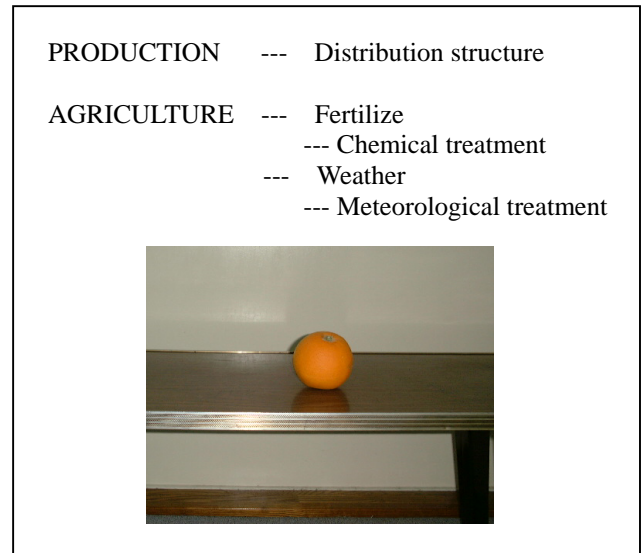 PRODUCTION --- Distribution structure
AGRICULTURE --- Fertilize
--- Chemical treatment
--- Weather
--- Meteorological treatment